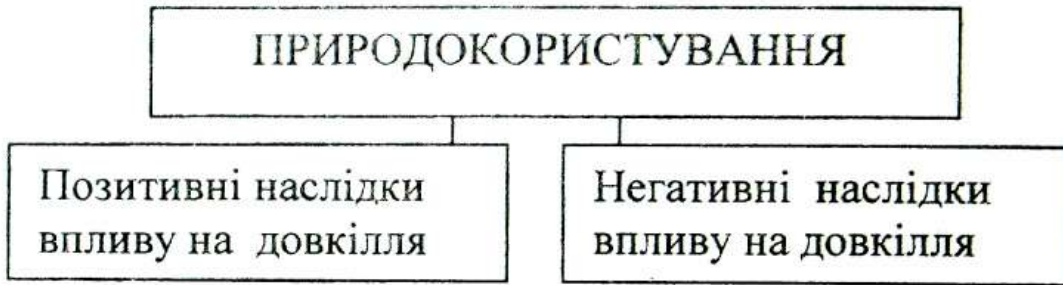 ПРИРОДОКОРИСТУВАННЯ
Позитивні наслідки
впливу на довкілля
Негативні наслідки
впливу на довкілля